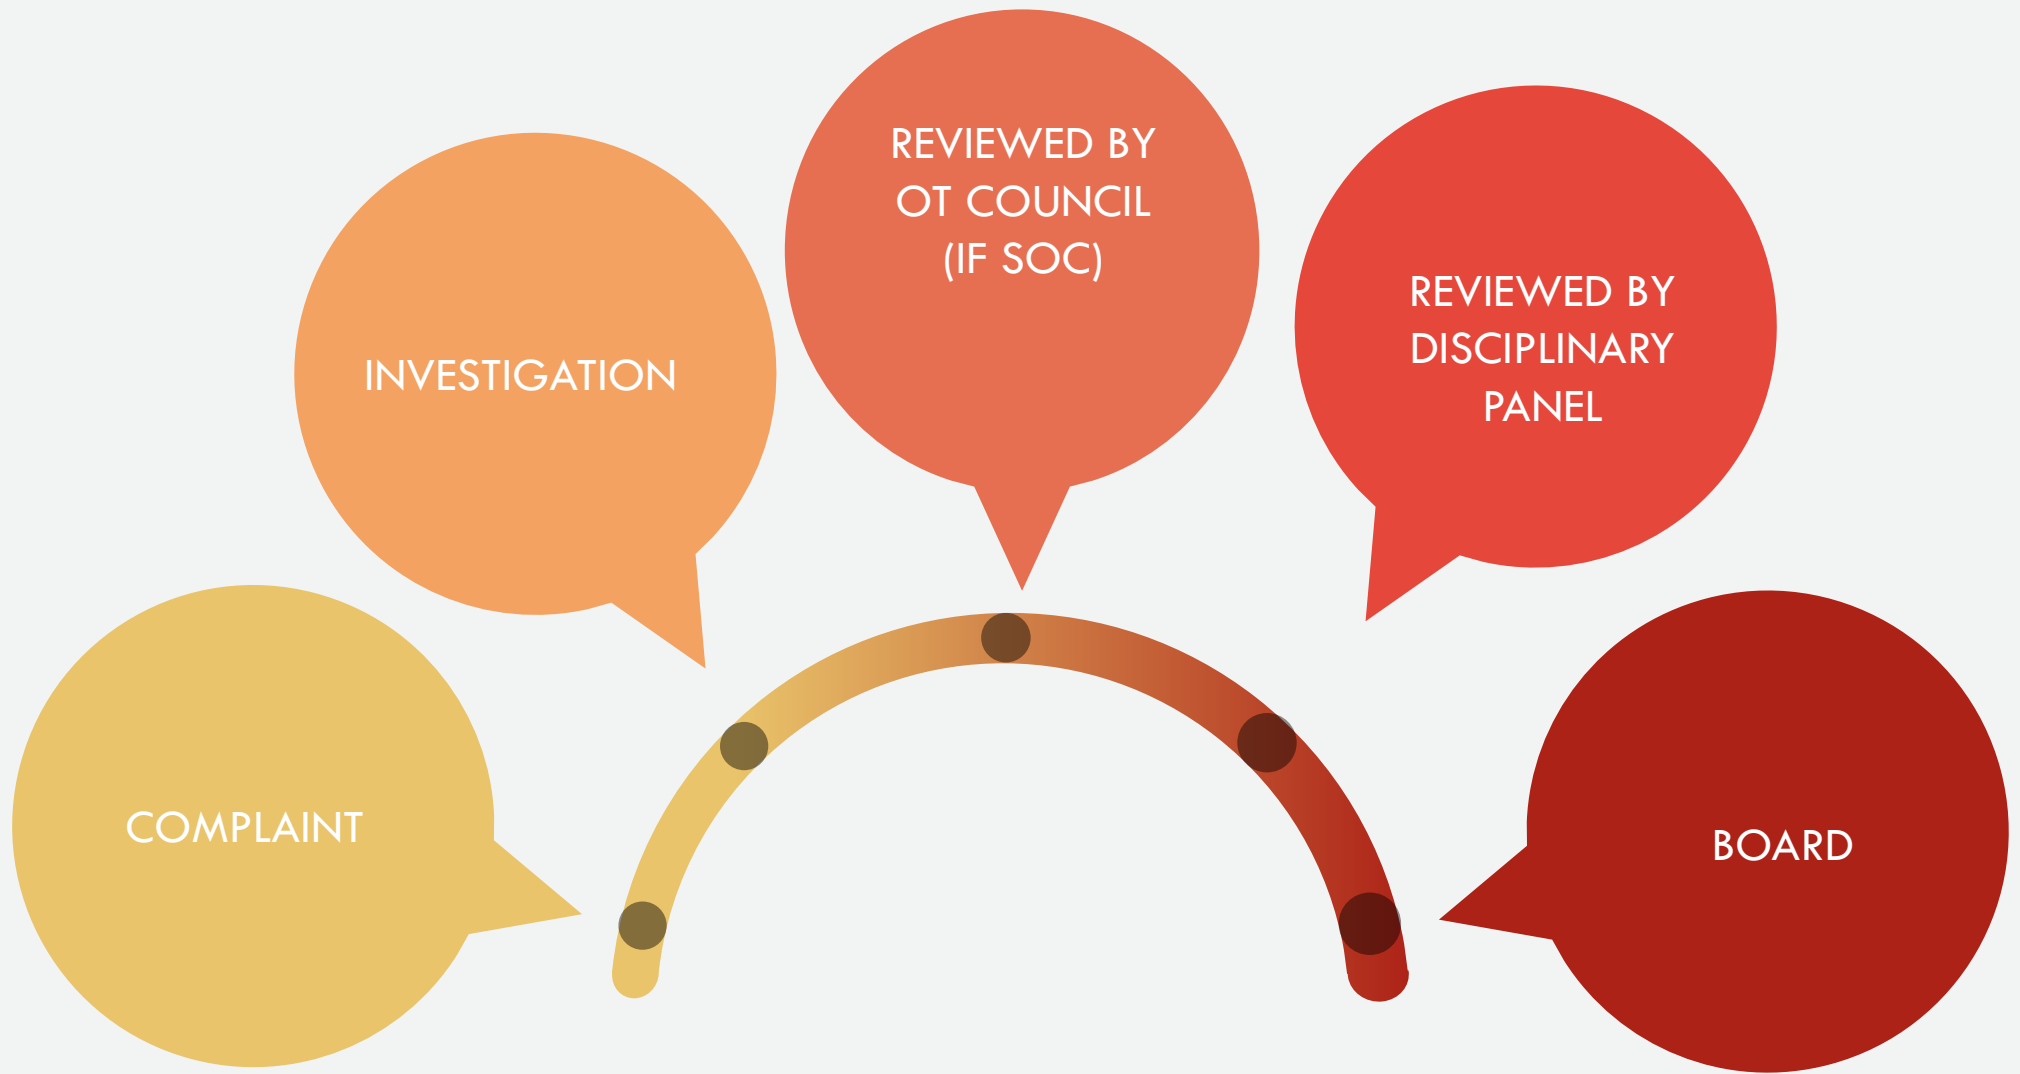 COMPLAINT
INVESTIGATION
REVIEWED BY
OT COUNCIL
(IF SOC)
REVIEWED BY
DISCIPLINARY
PANEL
BOARD